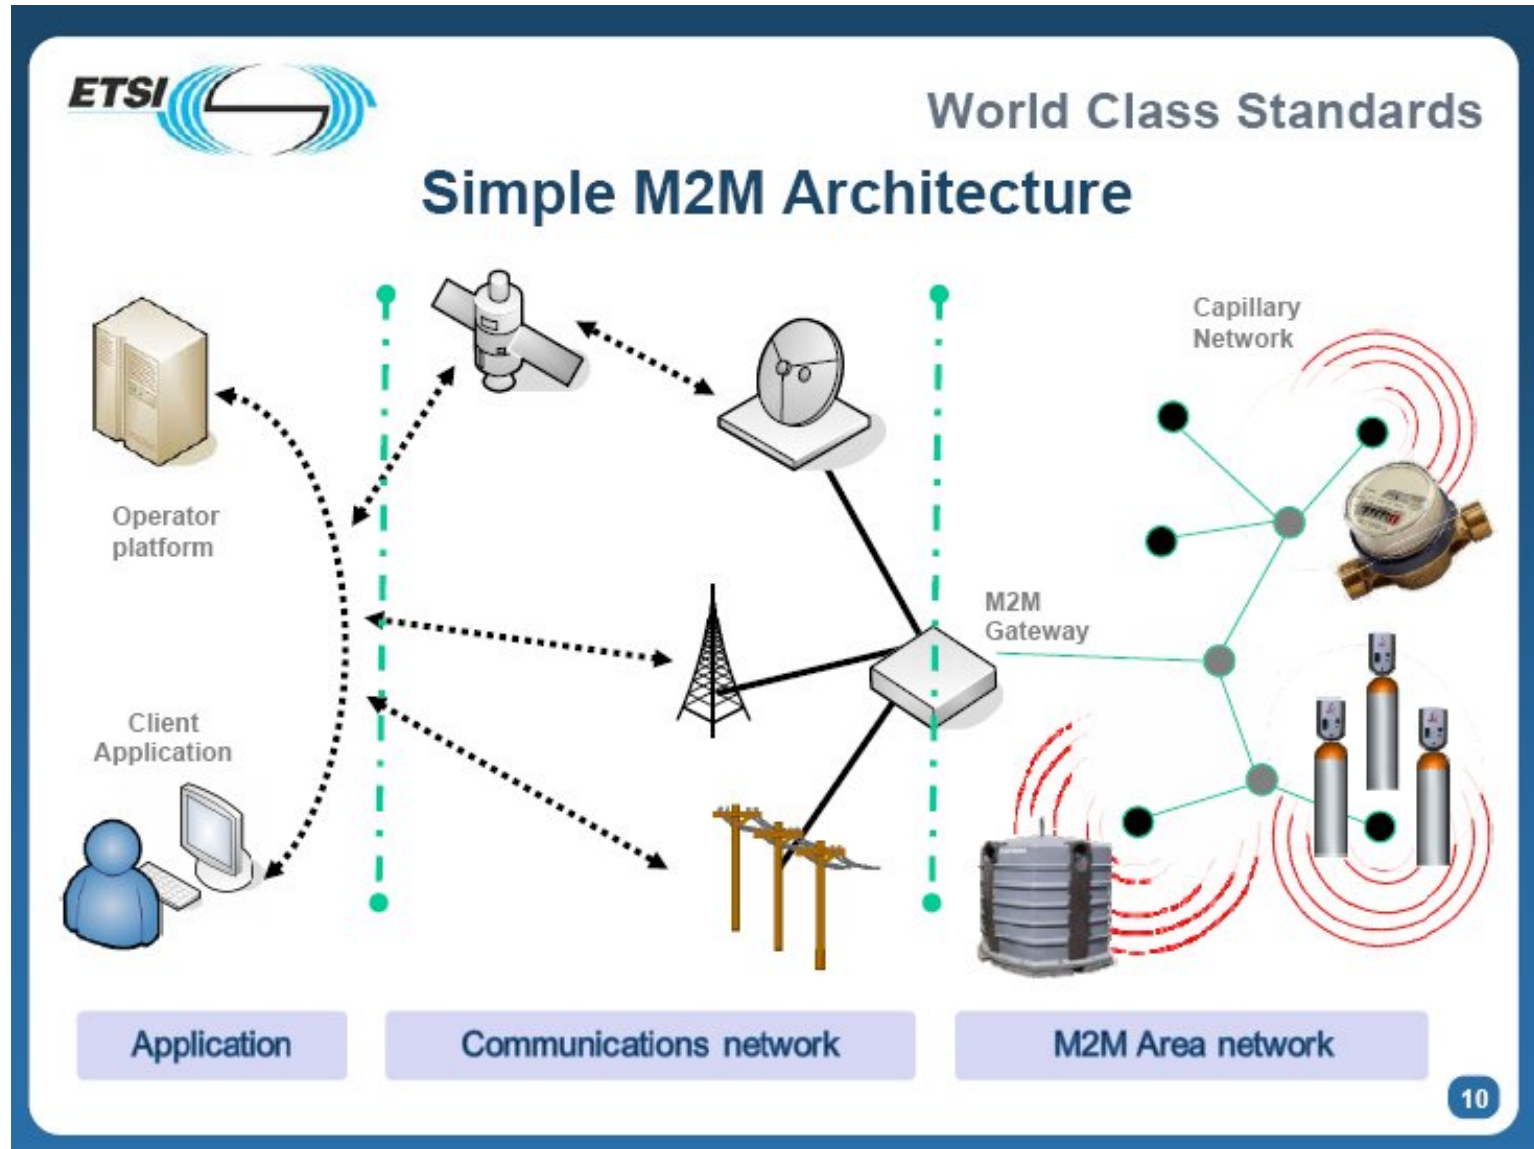 ETSI
World Class Standards
Simple M2M Architecture
Capillary
Network
Operator
platform
M2M
Gateway
Client
Application
Application
Communications network
M2M Area network
10